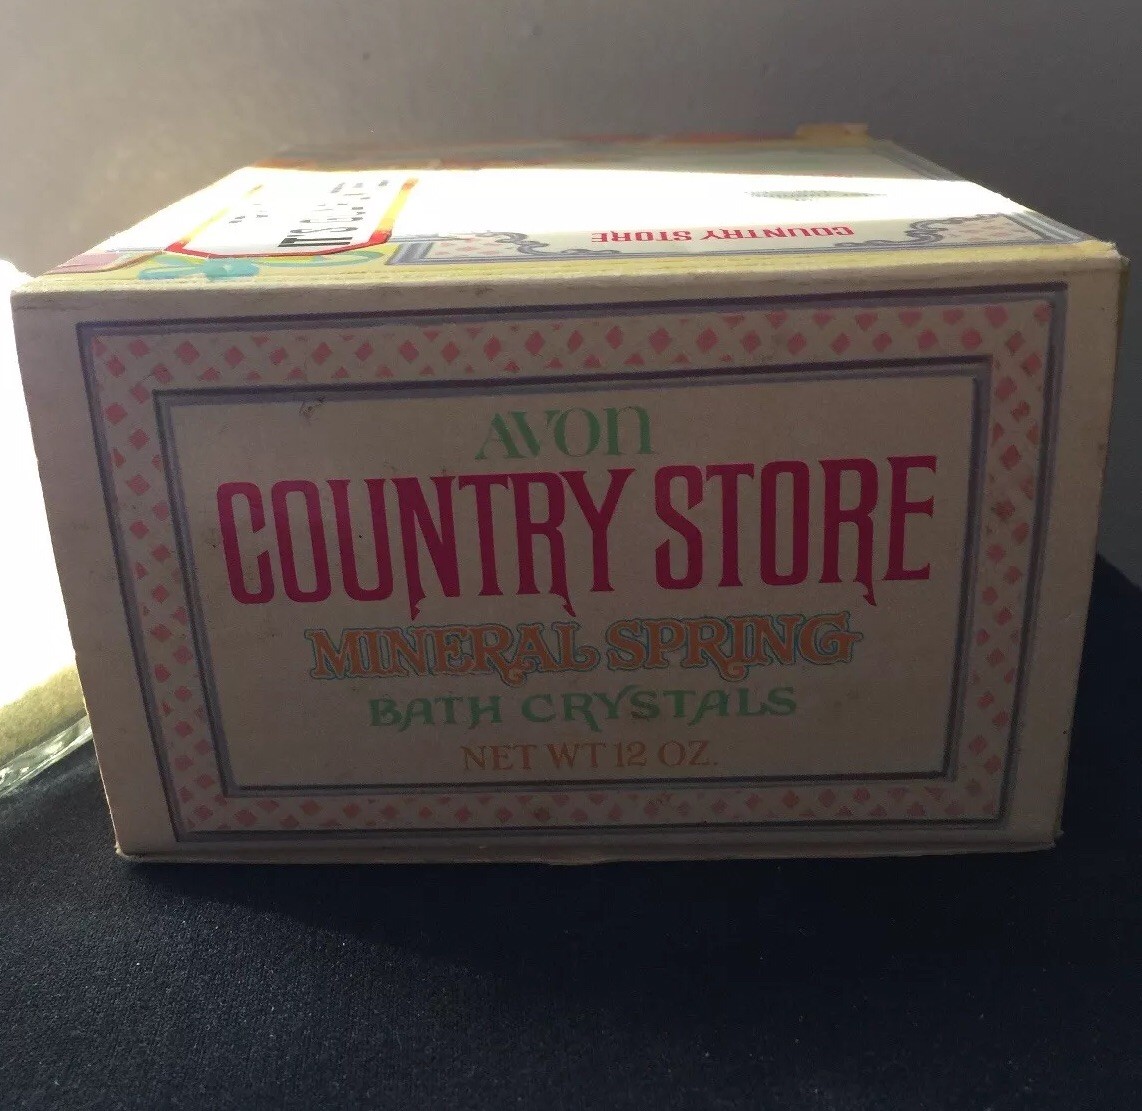 COUNTRY STORE
AVON
COUNTRY STORE
MINERAL SPRING
BATH CRYSTALS
NET WT 12 OZ.